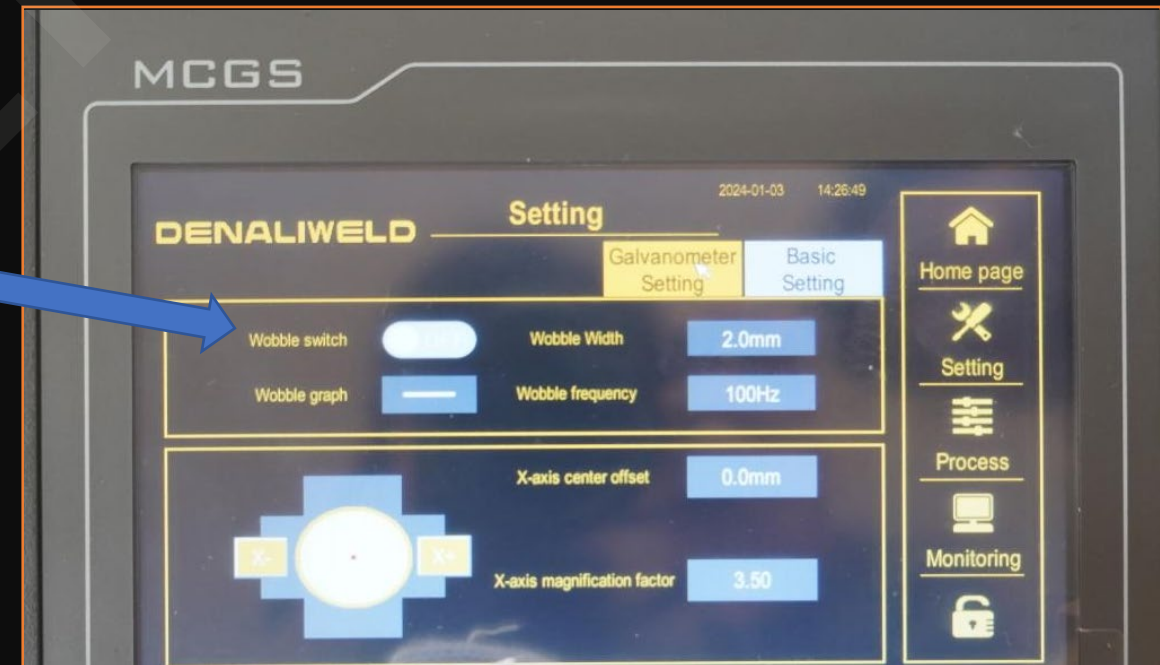 MCGS
2024-01-03 14:26:49
DENALIWELD
Setting
Galvanometer
Setting
Basic
Setting
Home page
Wobble switch
Wobble Width
2.0mm
Setting
Wobble graph
Wobble frequency
100Hz
X-axis center offset
0.0mm
Process
X-
X+
Monitoring
X-axis magnification factor
3.50